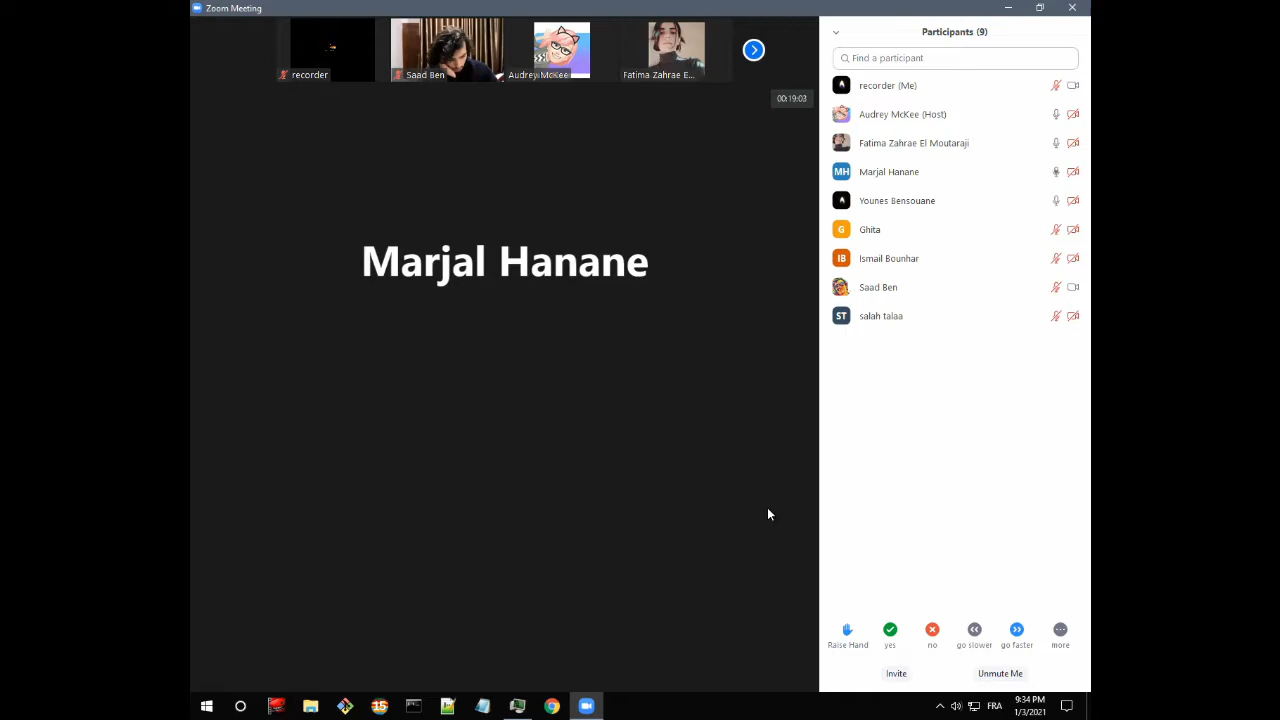 Zoom Meeting
recorder
Saad Ben
Audrey McKee
Fatima Zahrae E...
00:19:03
Marjal Hanane
Participants (9)
Find a participant
recorder (Me)
Audrey McKee (Host)
Fatima Zahrae El Moutaraji
MH Marjal Hanane
Younes Bensouane
G Ghita
IB Ismail Bounhar
Saad Ben
ST salah talaa
Raise Hand yes no go slower go faster more
Invite Unmute Me
15
FRA
9:34 PM
1/3/2021